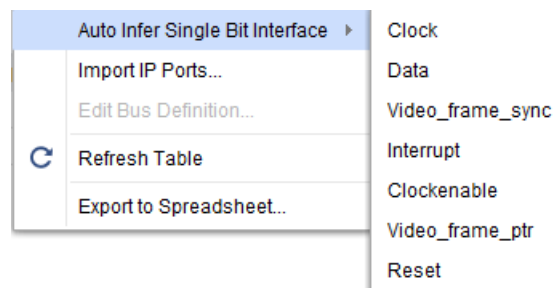 Auto Infer Single Bit Interface
Import IP Ports...
Edit Bus Definition...
Refresh Table
Export to Spreadsheet...
Clock
Data
Video_frame_sync
Interrupt
Clockenable
Video_frame_ptr
Reset